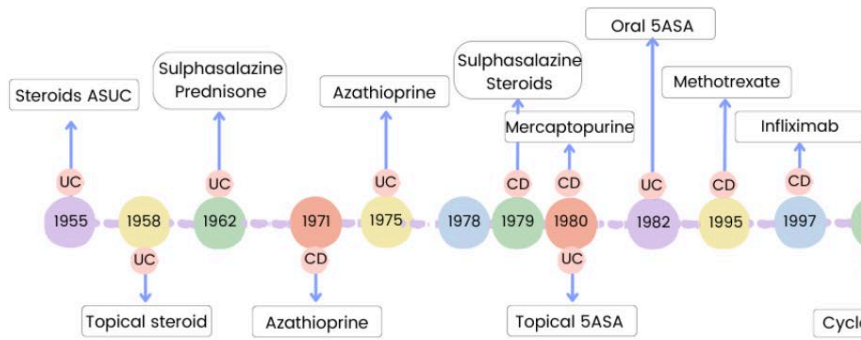 Oral 5ASA
Sulphasalazine
Prednisone
Sulphasalazine
Steroids
Steroids ASUC
Azathioprine
Methotrexate
Mercaptopurine
Infliximab
UC
UC
UC
CD
CD
UC
CD
CD
1955
1958
1962
1971
1975
1978
1979
1980
1982
1995
1997
UC
CD
UC
Topical steroid
Azathioprine
Topical 5ASA
Cycl